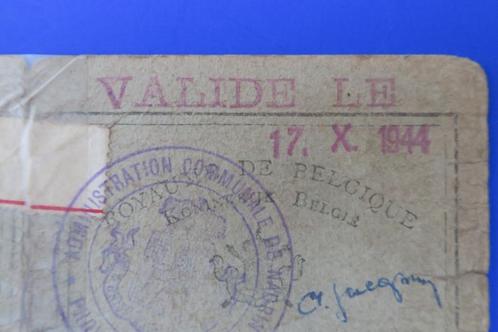 VALIDE LE
17. X. 1944
ROYAUME DE BELGIQUE
KONINKRIJK BELGIË
ADMINISTRATION COMMUNALE DE